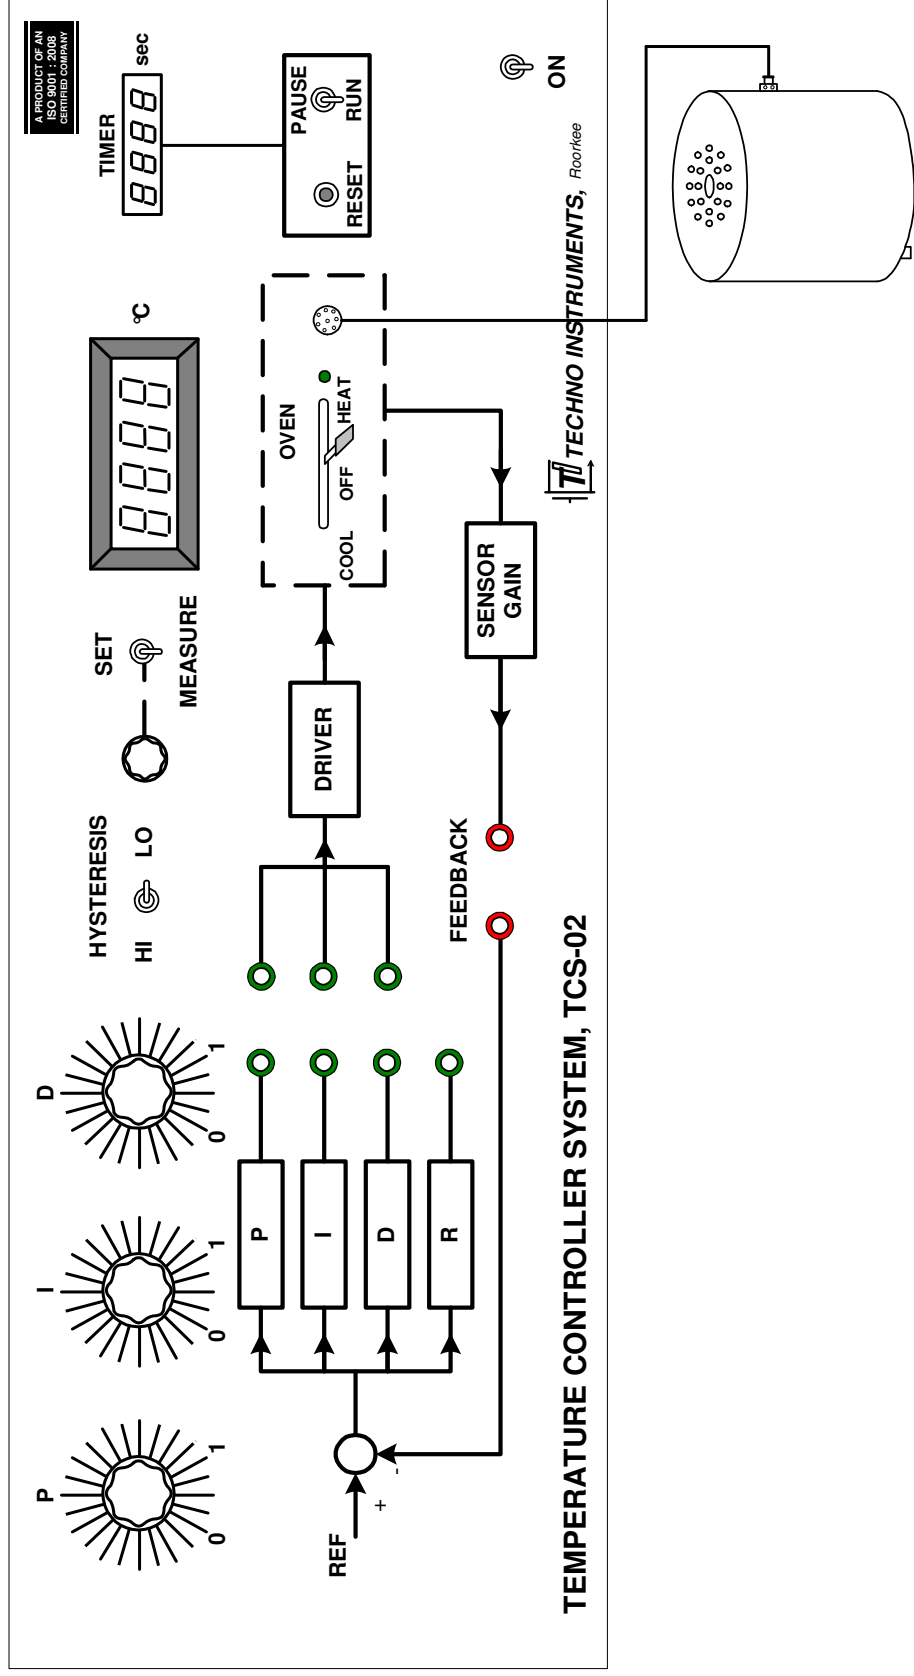 P
0 1
I
0 1
D
0 1
HYSTERESIS
HI LO
SET
MEASURE
°C
TIMER
sec
A PRODUCT OF AN
ISO 9001 : 2008
CERTIFIED COMPANY
REF
+
-
P
I
D
R
DRIVER
OVEN
COOL OFF HEAT
RESET
PAUSE
RUN
FEEDBACK
SENSOR
GAIN
ON
TEMPERATURE CONTROLLER SYSTEM, TCS-02
TECHNO INSTRUMENTS, Roorkee